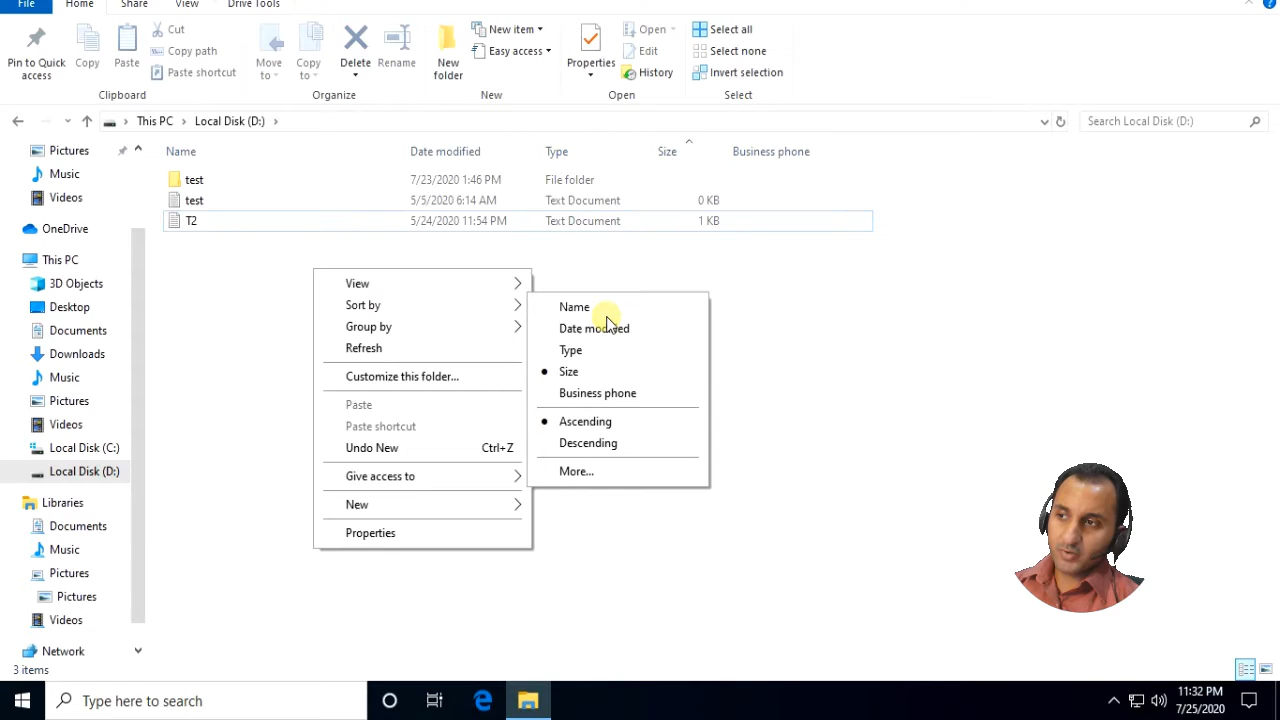 File Home Share View Drive Tools
Pin to Quick access
Copy
Paste
Cut
Copy path
Paste shortcut
Clipboard
Move to
Copy to
Delete
Rename
Organize
New folder
New item
Easy access
New
Properties
Open
Edit
History
Open
Select all
Select none
Invert selection
Select
This PC Local Disk (D:)
Search Local Disk (D:)
Name Date modified Type Size Business phone
test 7/23/2020 1:46 PM File folder
test 5/5/2020 6:14 AM Text Document 0 KB
T2 5/24/2020 11:54 PM Text Document 1 KB
Pictures
Music
Videos
OneDrive
This PC
3D Objects
Desktop
Documents
Downloads
Music
Pictures
Videos
Local Disk (C:)
Local Disk (D:)
Libraries
Documents
Music
Pictures
Pictures
Videos
Network
View
Sort by
Group by
Refresh
Customize this folder...
Paste
Paste shortcut
Undo New Ctrl+Z
Give access to
New
Properties
Name
Date modified
Type
Size
Business phone
Ascending
Descending
More...
3 items
Type here to search
11:32 PM
7/25/2020